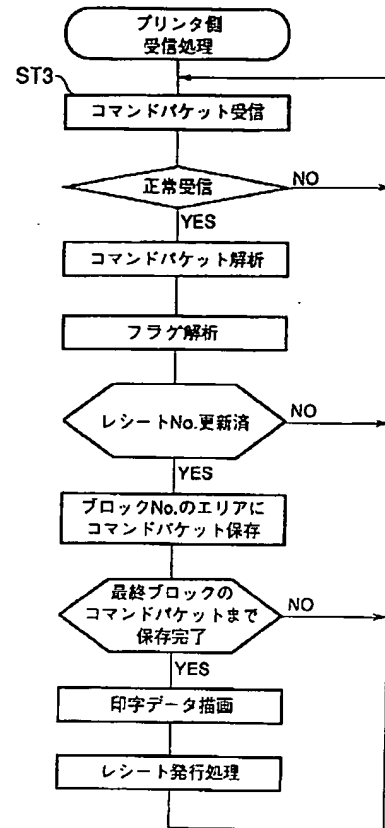 プリンタ側
受信処理
ST3
コマンドパケット受信
正常受信
NO
YES
コマンドパケット解析
フラグ解析
レシートNo.更新済
NO
YES
ブロックNo.のエリアに
コマンドパケット保存
最終ブロックの
コマンドパケットまで
保存完了
NO
YES
印字データ描画
レシート発行処理